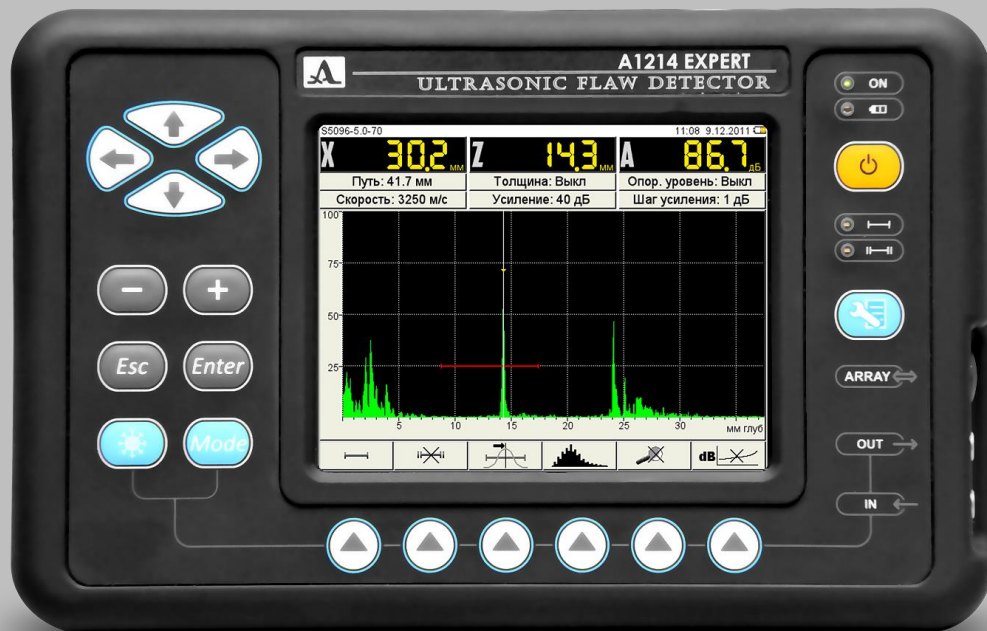 A1214 EXPERT
ULTRASONIC FLAW DETECTOR
ON
S5096-5.0-70 11:08 9.12.2011
X 30.2 мм Z 14.3 мм A 86.7 дБ
Путь: 41.7 мм Толщина: Выкл Опор. уровень: Выкл
Скорость: 3250 м/с Усиление: 40 дБ Шаг усиления: 1 дБ
100
75
50
25
5 10 15 20 25 30 мм глуб
dB
− +
Esc Enter
Mode
ARRAY
OUT
IN